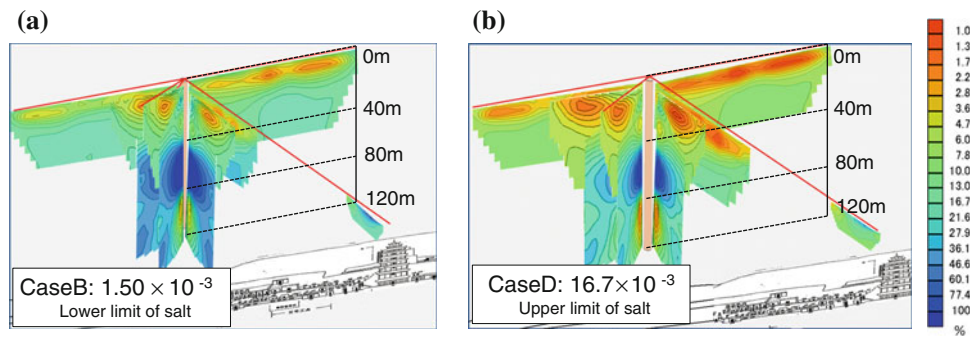 (a)
0m
40m
80m
120m
CaseB: 1.50 × 10 -3
Lower limit of salt
(b)
0m
40m
80m
120m
CaseD: 16.7×10 -3
Upper limit of salt
1.0
1.3
1.7
2.2
2.8
3.6
4.7
6.0
7.8
10.0
13.0
16.7
21.6
27.9
36.1
46.6
60.1
77.4
100
%